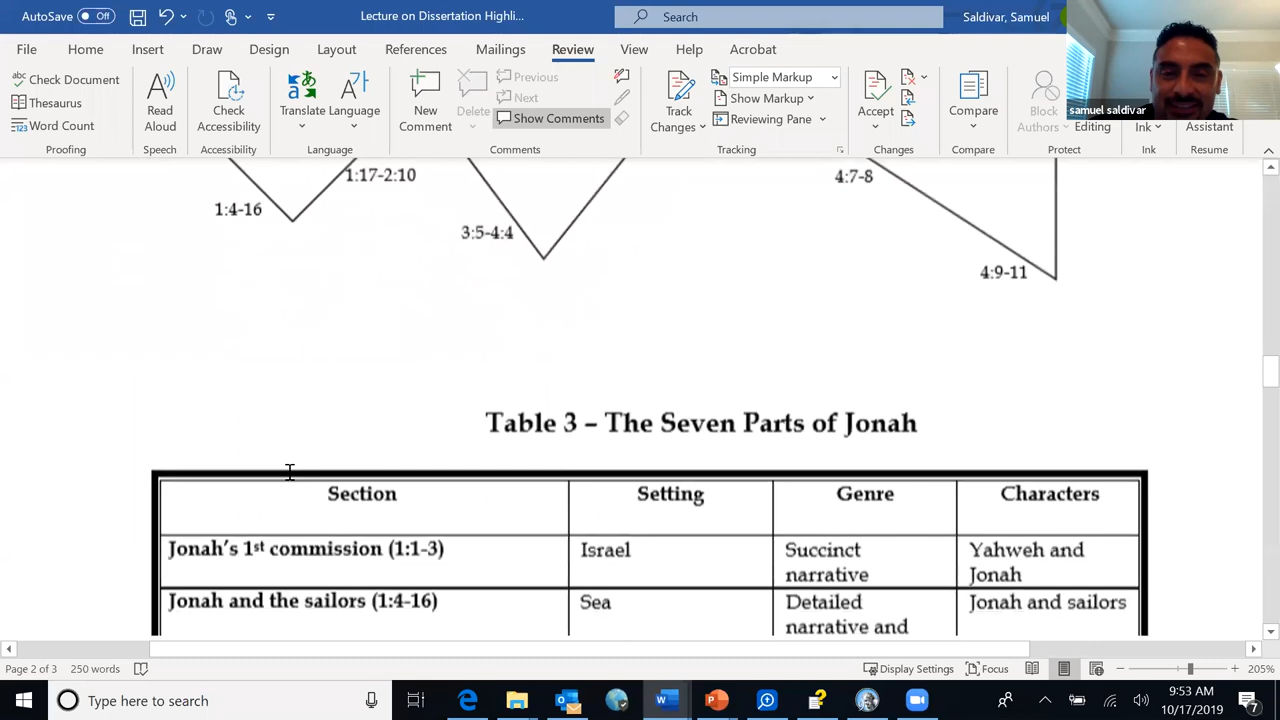 AutoSave Off Lecture on Dissertation Highli... Search Saldivar, Samuel
File Home Insert Draw Design Layout References Mailings Review View Help Acrobat
abc Check Document
Thesaurus
Word Count
Proofing
Read Aloud
Speech
Check Accessibility
Accessibility
Translate Language
Language
New Comment
Delete
Previous
Next
Show Comments
Comments
Track Changes
Simple Markup
Show Markup
Reviewing Pane
Tracking
Accept
Changes
Compare
Compare
Block Authors
Editing
Protect
Ink
Ink
Assistant
Resume
samuel saldivar
1:17-2:10
1:4-16
3:5-4:4
4:7-8
4:9-11
Table 3 – The Seven Parts of Jonah
Section Setting Genre Characters
Jonah's 1st commission (1:1-3) Israel Succinct Yahweh and
narrative Jonah
Jonah and the sailors (1:4-16) Sea Detailed Jonah and sailors
narrative and
Page 2 of 3 250 words Display Settings Focus 205%
Type here to search
9:53 AM
10/17/2019
7